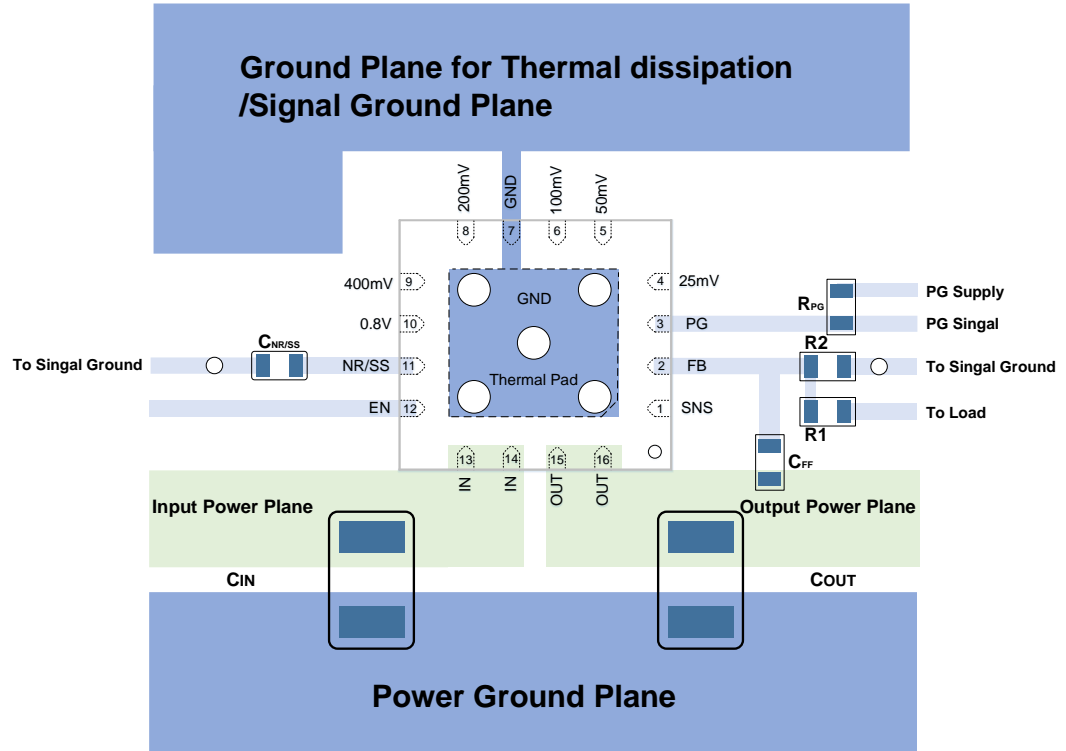 Ground Plane for Thermal dissipation
/Signal Ground Plane
200mV
GND
100mV
50mV
8
7
6
5
400mV
9
4
25mV
GND
PG Supply
RPG
0.8V
10
3
PG
PG Singal
CNR/SS
R2
To Singal Ground
NR/SS
11
2
FB
To Singal Ground
Thermal Pad
EN
12
1
SNS
To Load
R1
13
14
15
16
CFF
IN
IN
OUT
OUT
Input Power Plane
Output Power Plane
CIN
COUT
Power Ground Plane